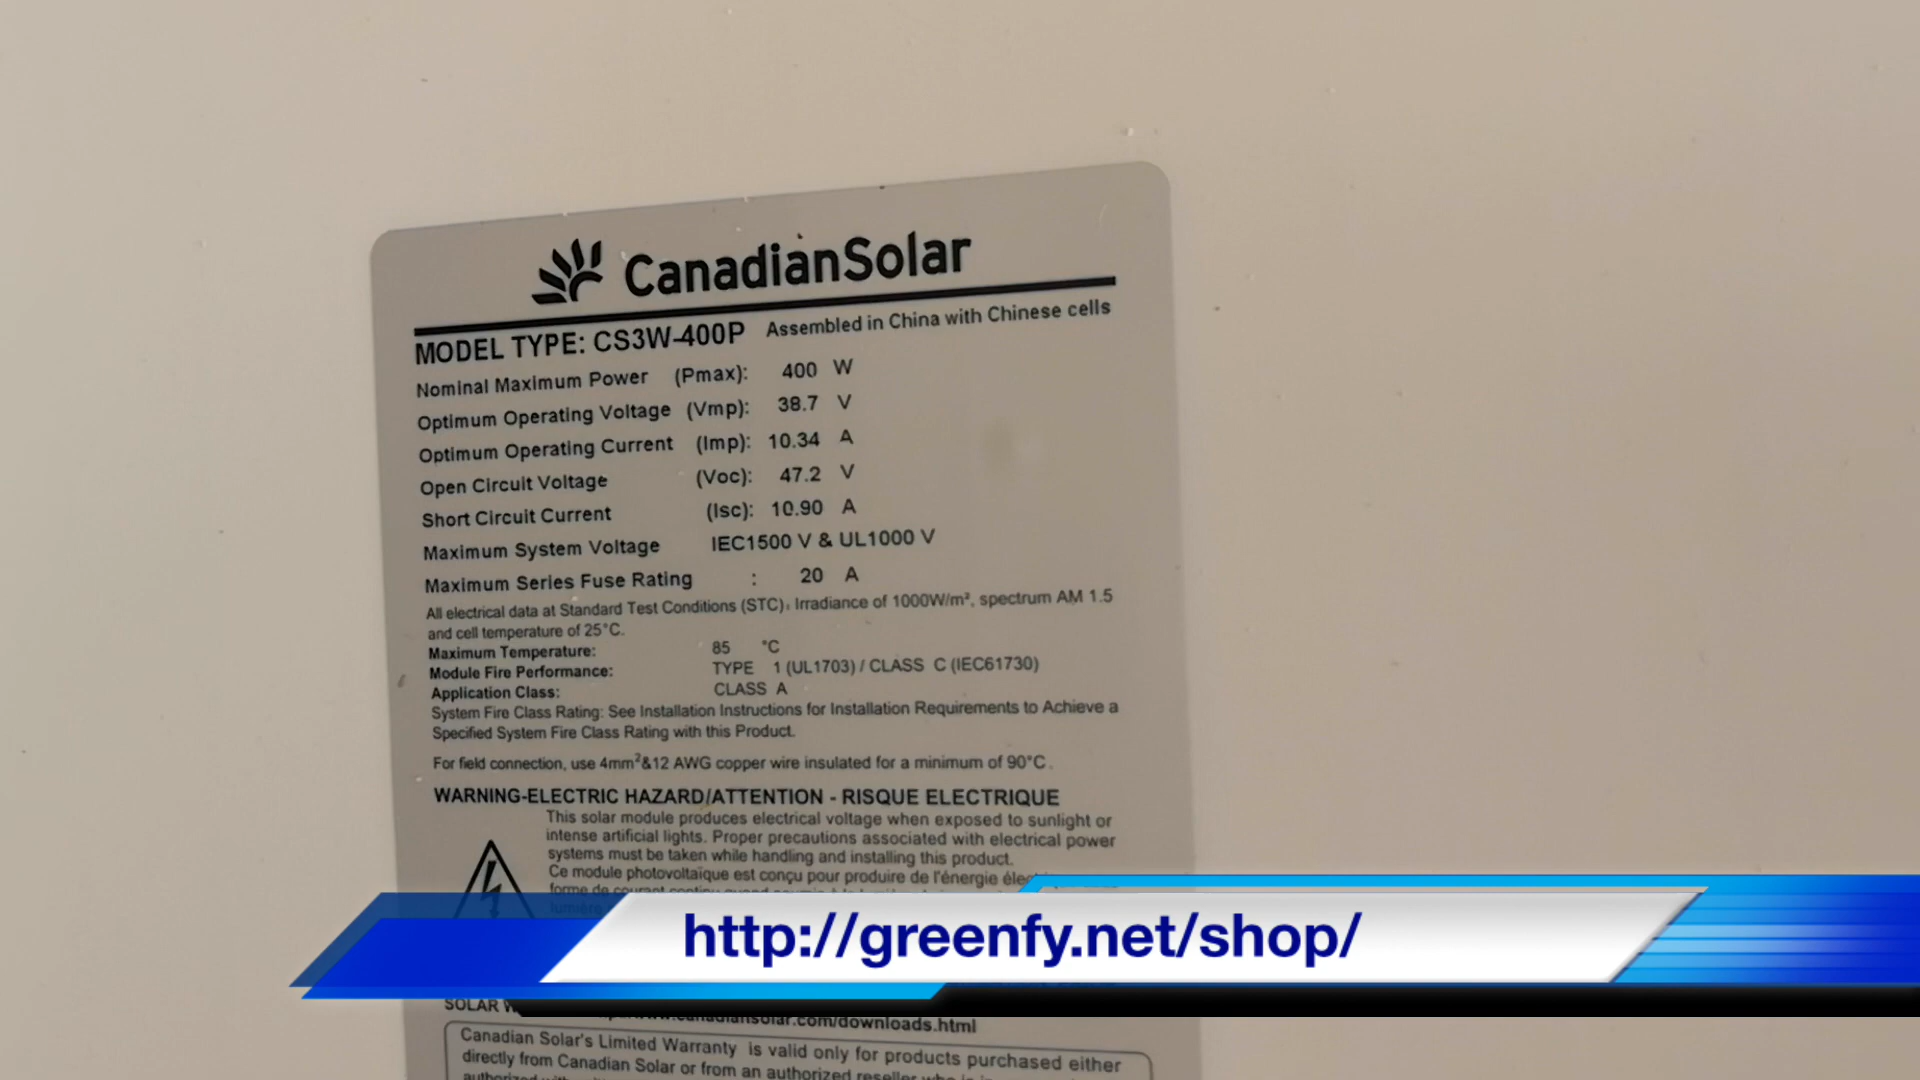 CanadianSolar
MODEL TYPE: CS3W-400P Assembled in China with Chinese cells
Nominal Maximum Power (Pmax): 400 W
Optimum Operating Voltage (Vmp): 38.7 V
Optimum Operating Current (Imp): 10.34 A
Open Circuit Voltage (Voc): 47.2 V
Short Circuit Current (Isc): 10.90 A
Maximum System Voltage IEC1500 V & UL1000 V
Maximum Series Fuse Rating : 20 A
All electrical data at Standard Test Conditions (STC), Irradiance of 1000W/m², spectrum AM 1.5
and cell temperature of 25°C.
Maximum Temperature: 85 °C
Module Fire Performance: TYPE 1 (UL1703) / CLASS C (IEC61730)
Application Class: CLASS A
System Fire Class Rating: See Installation Instructions for Installation Requirements to Achieve a
Specified System Fire Class Rating with this Product.
For field connection, use 4mm²&12 AWG copper wire insulated for a minimum of 90°C.
WARNING-ELECTRIC HAZARD/ATTENTION - RISQUE ELECTRIQUE
This solar module produces electrical voltage when exposed to sunlight or
intense artificial lights. Proper precautions associated with electrical power
systems must be taken while handling and installing this product.
Ce module photovoltaïque est conçu pour produire de l'énergie
forme de courant
http://greenfy.net/shop/
SOLAR
canadiansolar.com/downloads.html
Canadian Solar's Limited Warranty is valid only for products purchased either
directly from Canadian Solar or from an authorized reseller